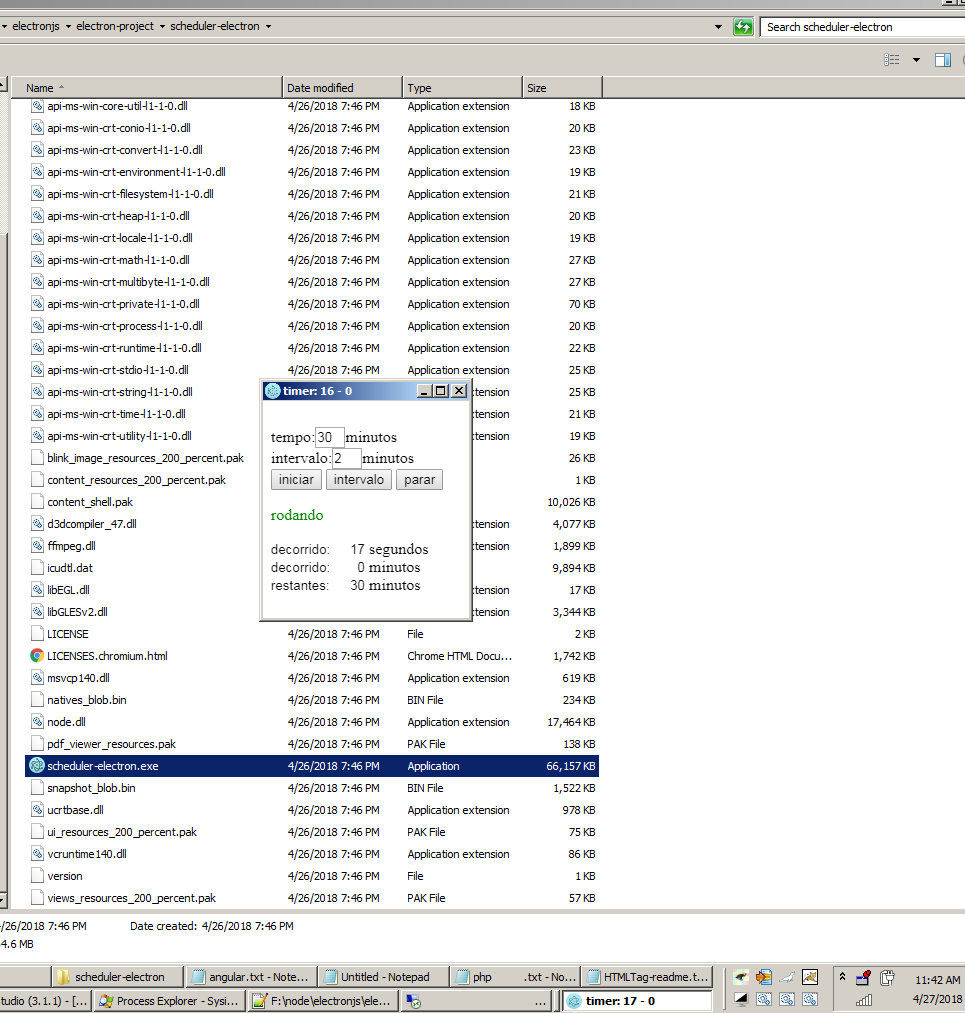 electronjs electron-project scheduler-electron Search scheduler-electron
Name Date modified Type Size
api-ms-win-core-util-l1-1-0.dll 4/26/2018 7:46 PM Application extension 18 KB
api-ms-win-crt-conio-l1-1-0.dll 4/26/2018 7:46 PM Application extension 20 KB
api-ms-win-crt-convert-l1-1-0.dll 4/26/2018 7:46 PM Application extension 23 KB
api-ms-win-crt-environment-l1-1-0.dll 4/26/2018 7:46 PM Application extension 19 KB
api-ms-win-crt-filesystem-l1-1-0.dll 4/26/2018 7:46 PM Application extension 21 KB
api-ms-win-crt-heap-l1-1-0.dll 4/26/2018 7:46 PM Application extension 20 KB
api-ms-win-crt-locale-l1-1-0.dll 4/26/2018 7:46 PM Application extension 19 KB
api-ms-win-crt-math-l1-1-0.dll 4/26/2018 7:46 PM Application extension 27 KB
api-ms-win-crt-multibyte-l1-1-0.dll 4/26/2018 7:46 PM Application extension 27 KB
api-ms-win-crt-private-l1-1-0.dll 4/26/2018 7:46 PM Application extension 70 KB
api-ms-win-crt-process-l1-1-0.dll 4/26/2018 7:46 PM Application extension 20 KB
api-ms-win-crt-runtime-l1-1-0.dll 4/26/2018 7:46 PM Application extension 22 KB
api-ms-win-crt-stdio-l1-1-0.dll 4/26/2018 7:46 PM Application extension 25 KB
api-ms-win-crt-string-l1-1-0.dll tension 25 KB
api-ms-win-crt-time-l1-1-0.dll tension 21 KB
api-ms-win-crt-utility-l1-1-0.dll tension 19 KB
blink_image_resources_200_percent.pak 26 KB
content_resources_200_percent.pak 1 KB
content_shell.pak 10,026 KB
d3dcompiler_47.dll tension 4,077 KB
ffmpeg.dll tension 1,899 KB
icudtl.dat 9,894 KB
libEGL.dll tension 17 KB
libGLESv2.dll tension 3,344 KB
LICENSE 4/26/2018 7:46 PM File 2 KB
LICENSES.chromium.html 4/26/2018 7:46 PM Chrome HTML Docu... 1,742 KB
msvcp140.dll 4/26/2018 7:46 PM Application extension 619 KB
natives_blob.bin 4/26/2018 7:46 PM BIN File 234 KB
node.dll 4/26/2018 7:46 PM Application extension 17,464 KB
pdf_viewer_resources.pak 4/26/2018 7:46 PM PAK File 138 KB
scheduler-electron.exe 4/26/2018 7:46 PM Application 66,157 KB
snapshot_blob.bin 4/26/2018 7:46 PM BIN File 1,522 KB
ucrtbase.dll 4/26/2018 7:46 PM Application extension 978 KB
ui_resources_200_percent.pak 4/26/2018 7:46 PM PAK File 75 KB
vcruntime140.dll 4/26/2018 7:46 PM Application extension 86 KB
version 4/26/2018 7:46 PM File 1 KB
views_resources_200_percent.pak 4/26/2018 7:46 PM PAK File 57 KB
timer: 16 - 0
tempo: 30 minutos
intervalo: 2 minutos
iniciar intervalo parar
rodando
decorrido: 17 segundos
decorrido: 0 minutos
restantes: 30 minutos
/26/2018 7:46 PM Date created: 4/26/2018 7:46 PM
4.6 MB
scheduler-electron angular.txt - Note... Untitled - Notepad php .txt - No... HTMLTag-readme.t... 11:42 AM
tudio (3.1.1) - [... Process Explorer - Sysi... F:\node\electronjs\ele... ... timer: 17 - 0 4/27/2018